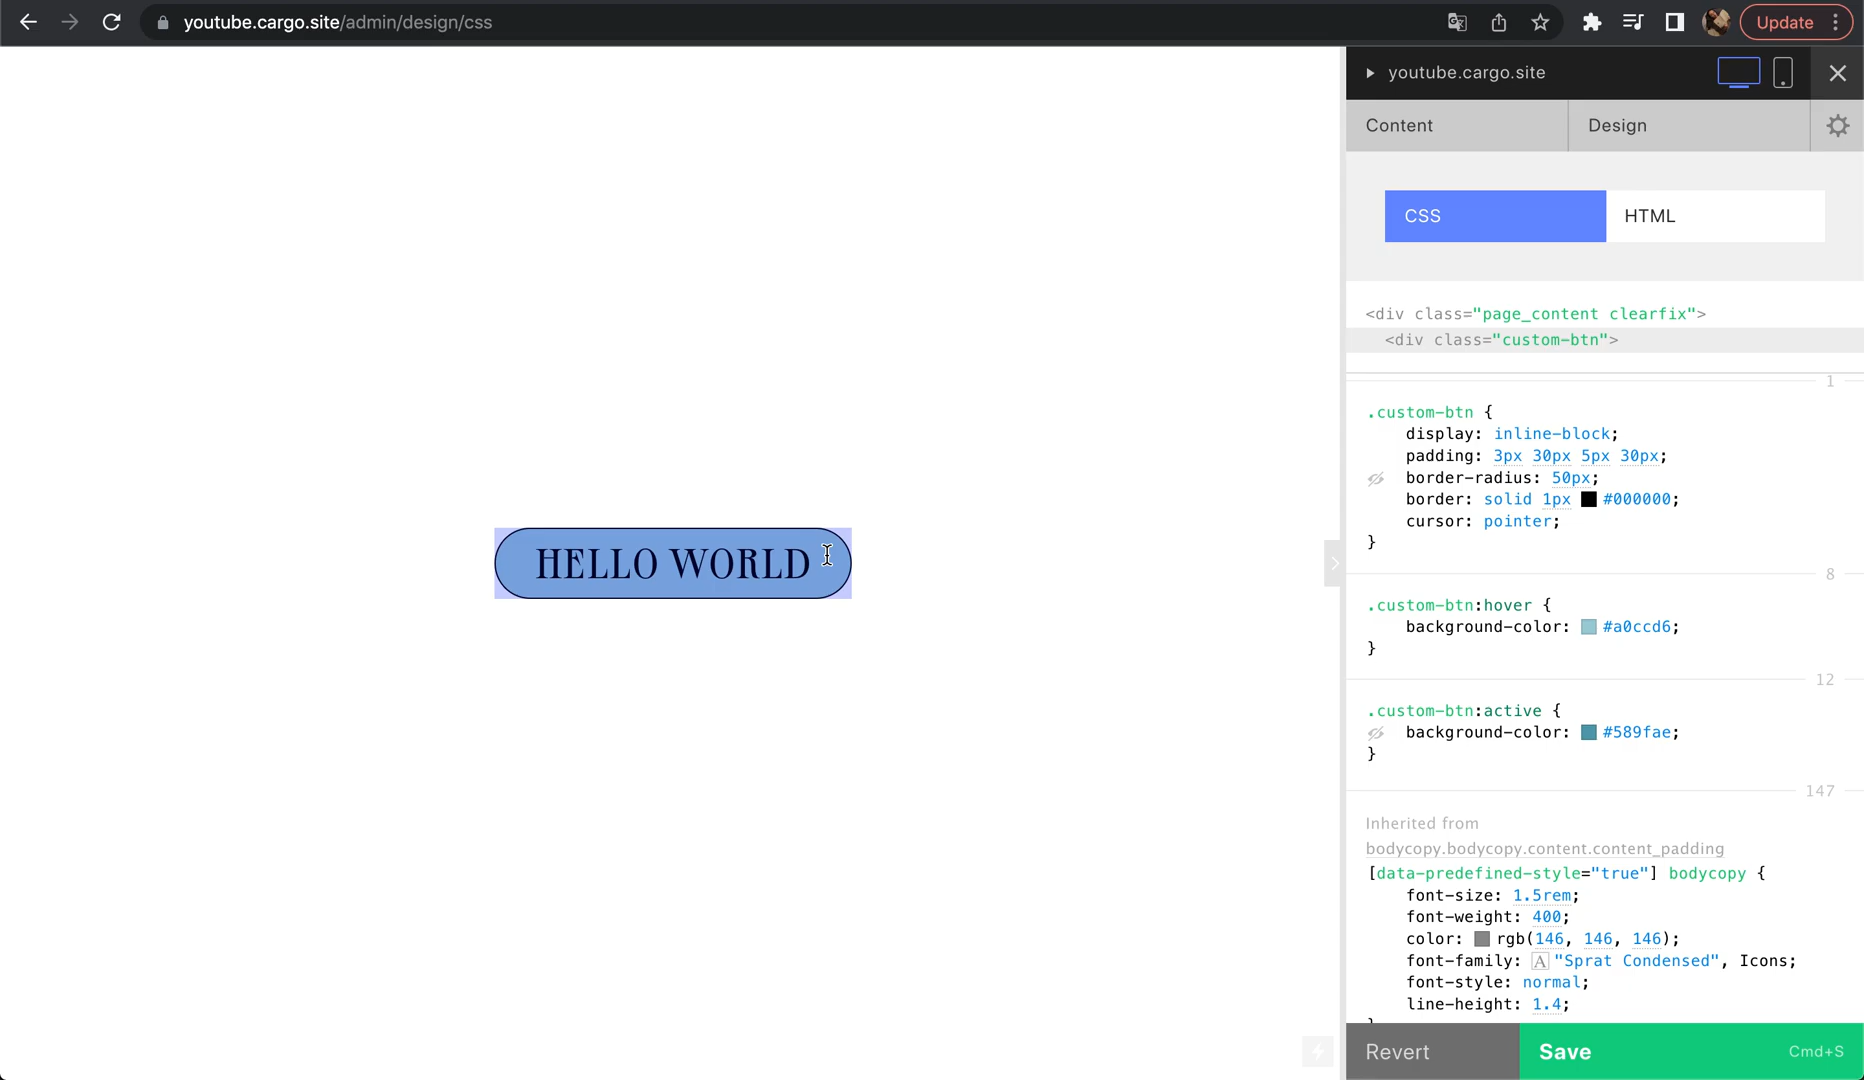 youtube.cargo.site/admin/design/css
Update
youtube.cargo.site
Content
Design
CSS
HTML
<div class="page_content clearfix">
<div class="custom-btn">
1
.custom-btn {
display: inline-block;
padding: 3px 30px 5px 30px;
border-radius: 50px;
border: solid 1px #000000;
cursor: pointer;
}
8
.custom-btn:hover {
background-color: #a0ccd6;
}
12
.custom-btn:active {
background-color: #589fae;
}
147
Inherited from
bodycopy.bodycopy.content.content_padding
[data-predefined-style="true"] bodycopy {
font-size: 1.5rem;
font-weight: 400;
color: rgb(146, 146, 146);
font-family: A "Sprat Condensed", Icons;
font-style: normal;
line-height: 1.4;
}
Revert
Save
Cmd+S
HELLO WORLD